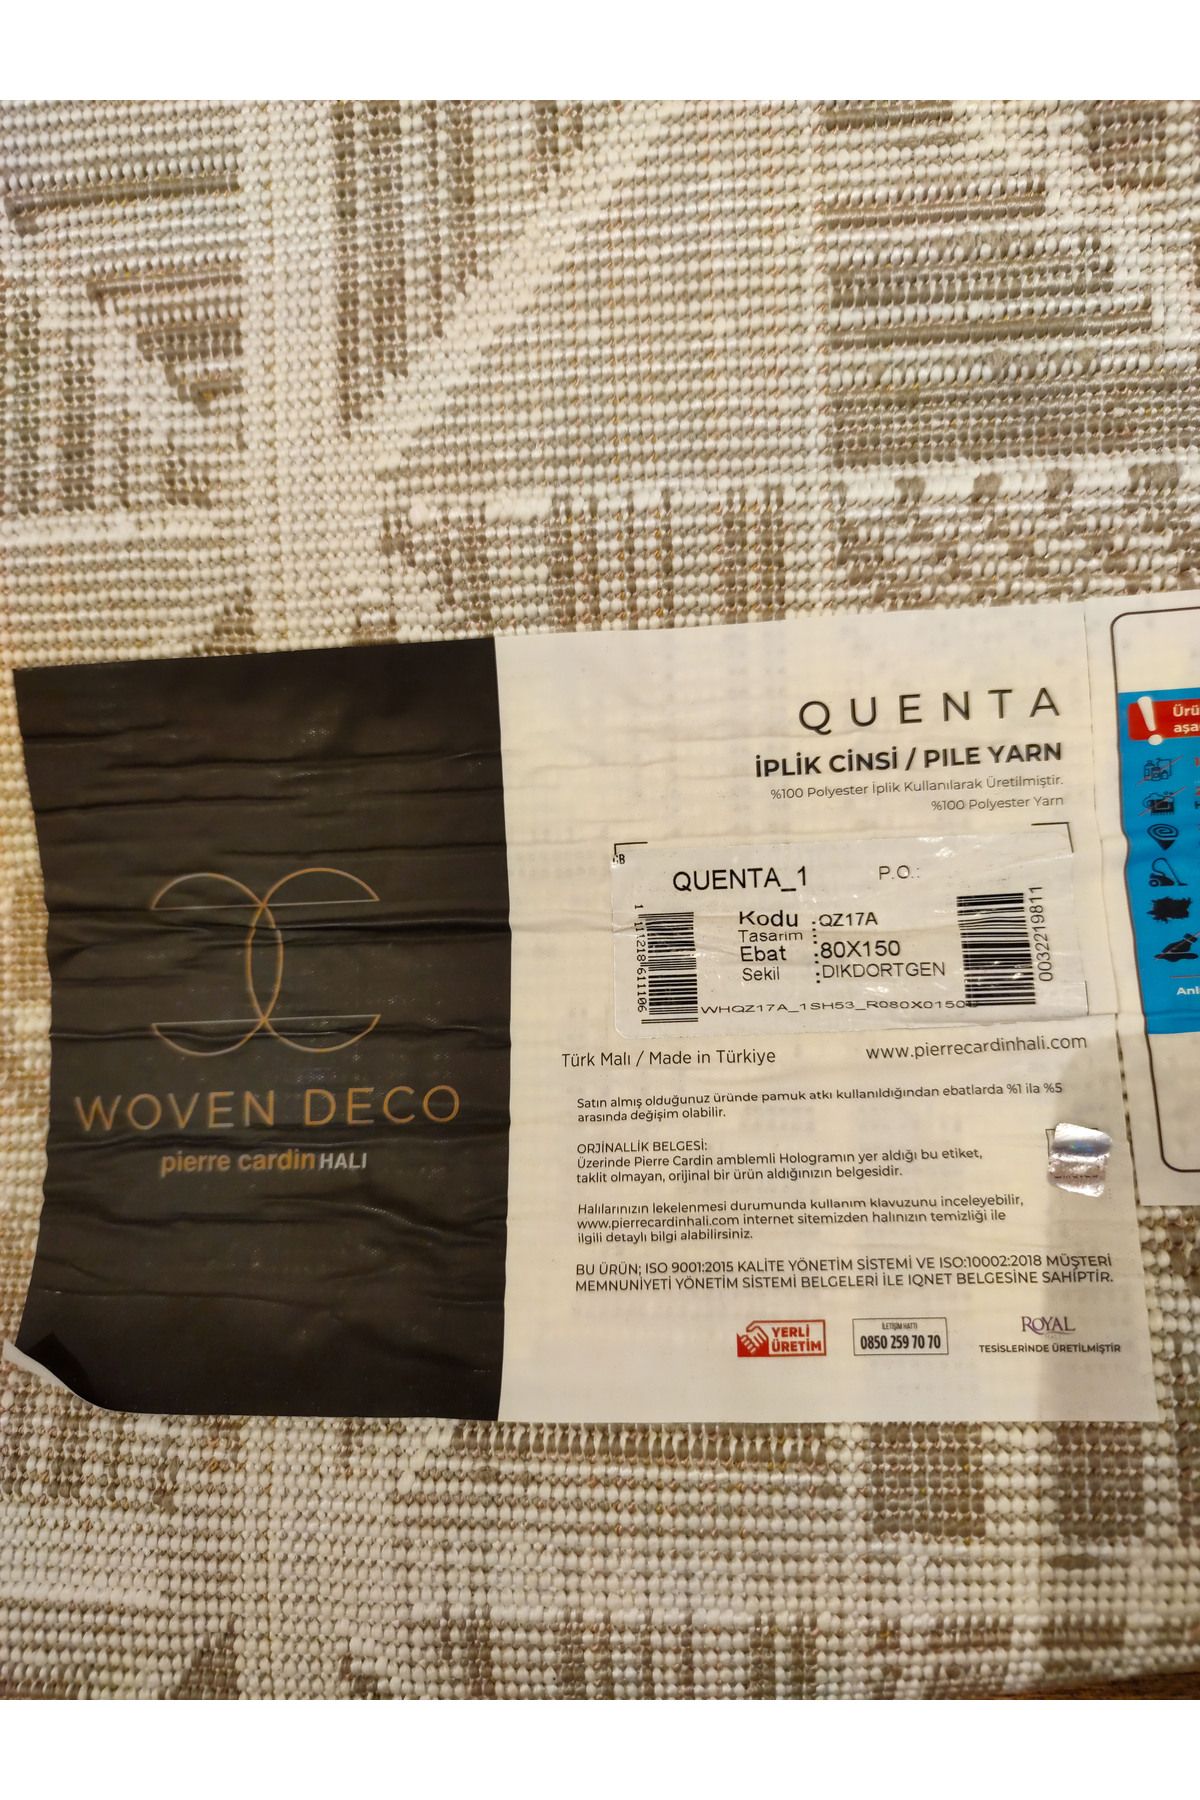 WOVEN DECO
pierre cardin HALI
QUENTA
İPLİK CİNSİ / PILE YARN
%100 Polyester İplik Kullanılarak Üretilmiştir.
%100 Polyester Yarn
QUENTA_1 P.O.:
Kodu :QZ17A
Tasarim :
Ebat :80X150
Sekil :DIKDORTGEN
0032219811
Türk Malı / Made in Türkiye www.pierrecardinhali.com
Satın almış olduğunuz üründe pamuk atkı kullanıldığından ebatlarda %1 ila %5
arasında değişim olabilir.
ORJİNALLİK BELGESİ:
Üzerinde Pierre Cardin amblemli Hologramın yer aldığı bu etiket,
taklit olmayan, orijinal bir ürün aldığınızın belgesidir.
Halılarınızın lekelenmesi durumunda kullanım klavuzunu inceleyebilir,
www.pierrecardinhali.com internet sitemizden halınızın temizliği ile
ilgili detaylı bilgi alabilirsiniz.
BU ÜRÜN; ISO 9001:2015 KALİTE YÖNETİM SİSTEMİ VE ISO:10002:2018 MÜŞTERİ
MEMNUNİYETİ YÖNETİM SİSTEMİ BELGELERİ İLE IQNET BELGESİNE SAHİPTİR.
YERLİ
ÜRETİM
İLETİŞİM HATTI
0850 259 70 70
ROYAL
TESİSLERİNDE ÜRETİLMİŞTİR